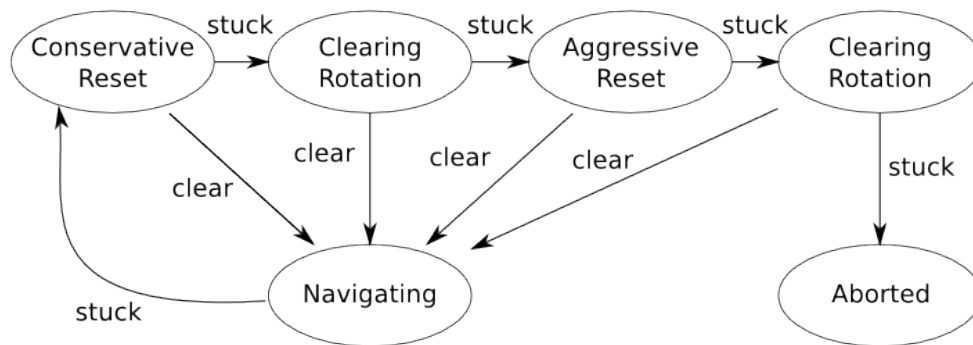 stuck
stuck
stuck
Conservative
Reset
Clearing
Rotation
Aggressive
Reset
Clearing
Rotation
clear
clear
clear
clear
stuck
Navigating
Aborted
stuck